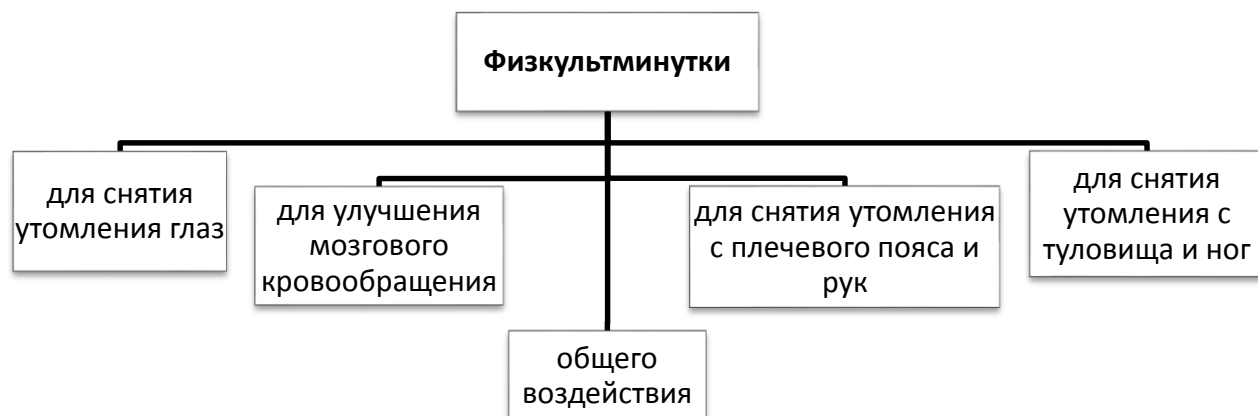 Физкультминутки
для снятия
утомления глаз
для улучшения
мозгового
кровообращения
для снятия утомления
с плечевого пояса и
рук
для снятия
утомления с
туловища и ног
общего
воздействия